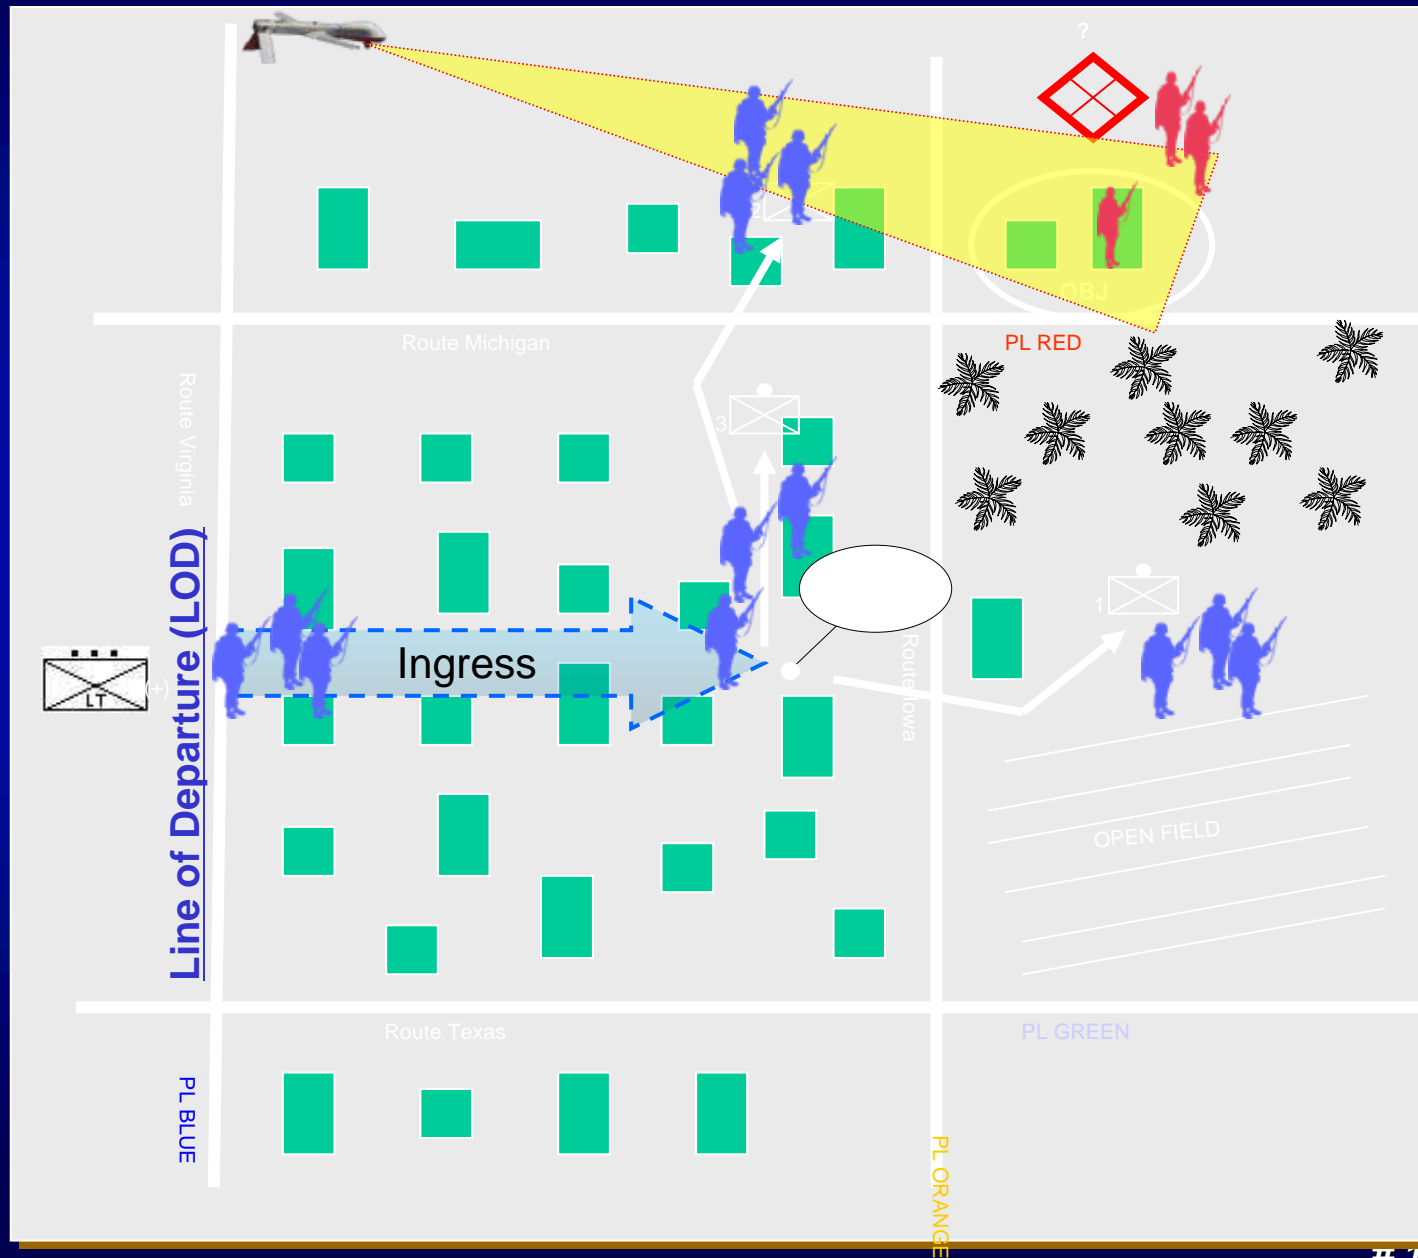 ?
2
OBJ
Route Michigan
PL RED
Route Virginia
3
Line of Departure (LOD)
1
Ingress
Route Iowa
LT
(+)
OPEN FIELD
Route Texas
PL GREEN
PL BLUE
PL ORANGE